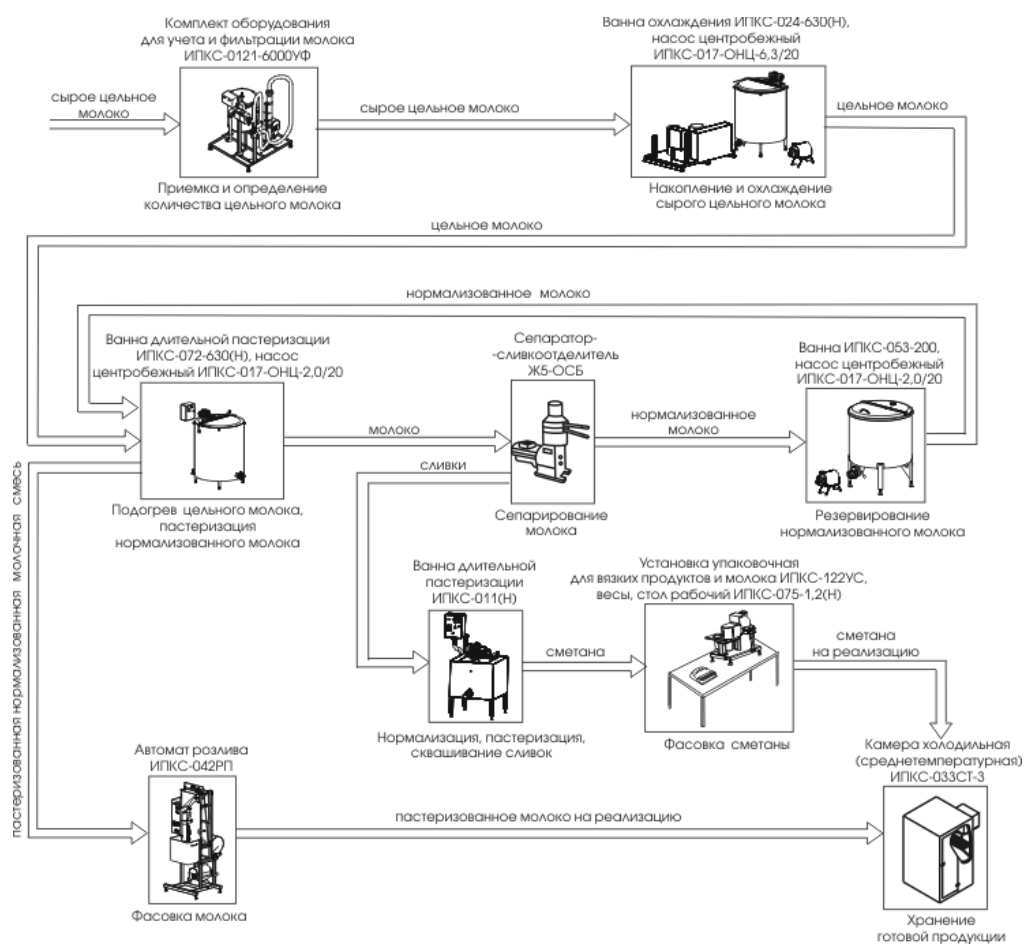 Комплект оборудования
для учета и фильтрации молока
ИПКС-0121-6000УФ
Ванна охлаждения ИПКС-024-630(Н),
насос центробежный
ИПКС-017-ОНЦ-6,3/20
сырое цельное
молоко
сырое цельное молоко
цельное молоко
Приемка и определение
количества цельного молока
Накопление и охлаждение
сырого цельного молока
цельное молоко
нормализованное молоко
Ванна длительной пастеризации
ИПКС-072-630(Н), насос
центробежный ИПКС-017-ОНЦ-2,0/20
Сепаратор-
-сливкоотделитель
Ж5-ОСБ
Ванна ИПКС-053-200,
насос центробежный
ИПКС-017-ОНЦ-2,0/20
молоко
нормализованное
молоко
сливки
Подогрев цельного молока,
пастеризация
нормализованного молока
Сепарирование
молока
Резервирование
нормализованного молока
пастеризованная нормализованная молочная смесь
Ванна длительной
пастеризации
ИПКС-011(Н)
Установка упаковочная
для вязких продуктов и молока ИПКС-122УС,
весы, стол рабочий ИПКС-075-1,2(Н)
сметана
сметана
на реализацию
Нормализация, пастеризация,
сквашивание сливок
Фасовка сметаны
Автомат розлива
ИПКС-042РП
Камера холодильная
(среднетемпературная)
ИПКС-033СТ-3
пастеризованное молоко на реализацию
Фасовка молока
Хранение
готовой продукции